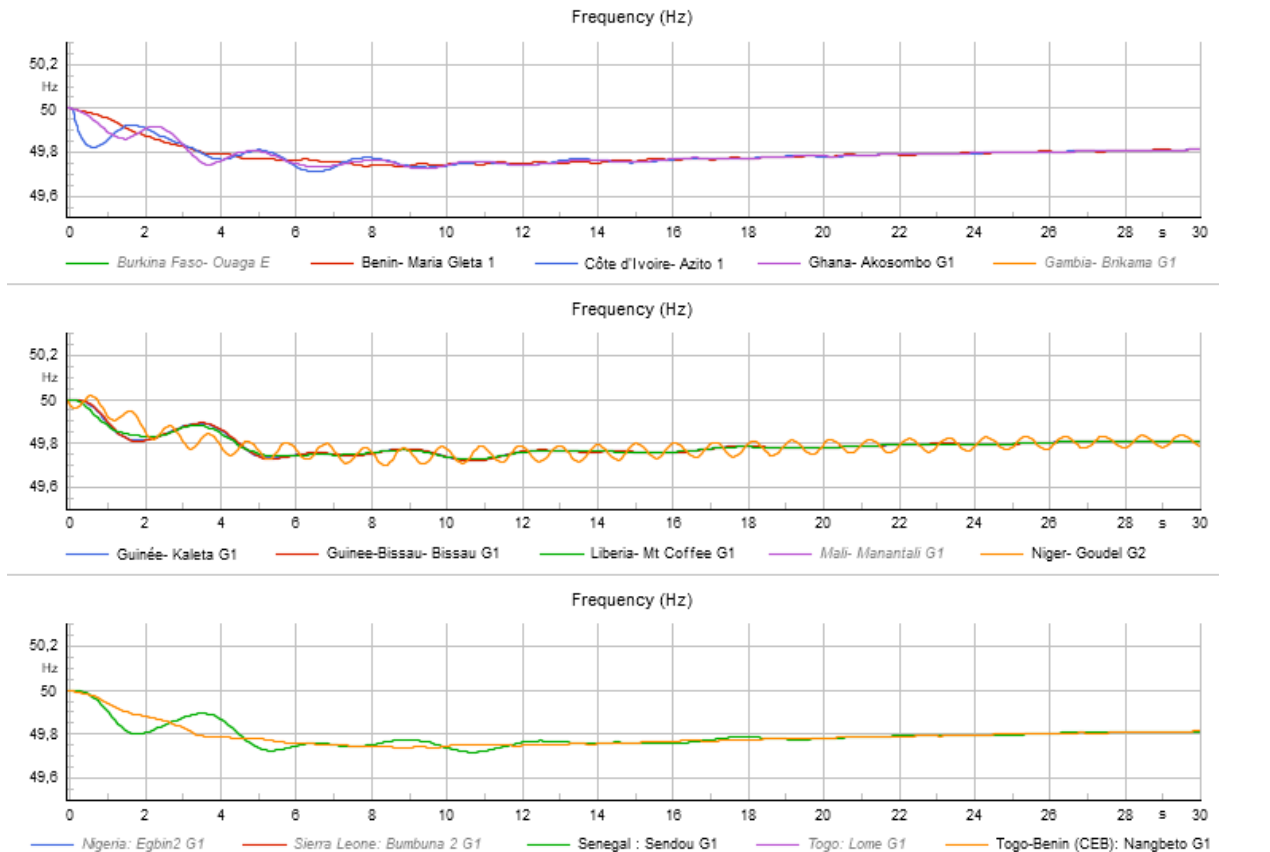 Frequency (Hz)
50,2
Hz
50
49,8
49,6
0 2 4 6 8 10 12 14 16 18 20 22 24 26 28 s 30
Burkina Faso- Ouaga E Benin- Maria Gleta 1 Côte d'Ivoire- Azito 1 Ghana- Akosombo G1 Gambia- Brikama G1
Frequency (Hz)
50,2
Hz
50
49,8
49,6
0 2 4 6 8 10 12 14 16 18 20 22 24 26 28 s 30
Guinée- Kaleta G1 Guinee-Bissau- Bissau G1 Liberia- Mt Coffee G1 Mali- Manantali G1 Niger- Goudel G2
Frequency (Hz)
50,2
Hz
50
49,8
49,6
0 2 4 6 8 10 12 14 16 18 20 22 24 26 28 s 30
Nigeria: Egbin2 G1 Sierra Leone: Bumbuna 2 G1 Senegal : Sendou G1 Togo: Lome G1 Togo-Benin (CEB): Nangbeto G1